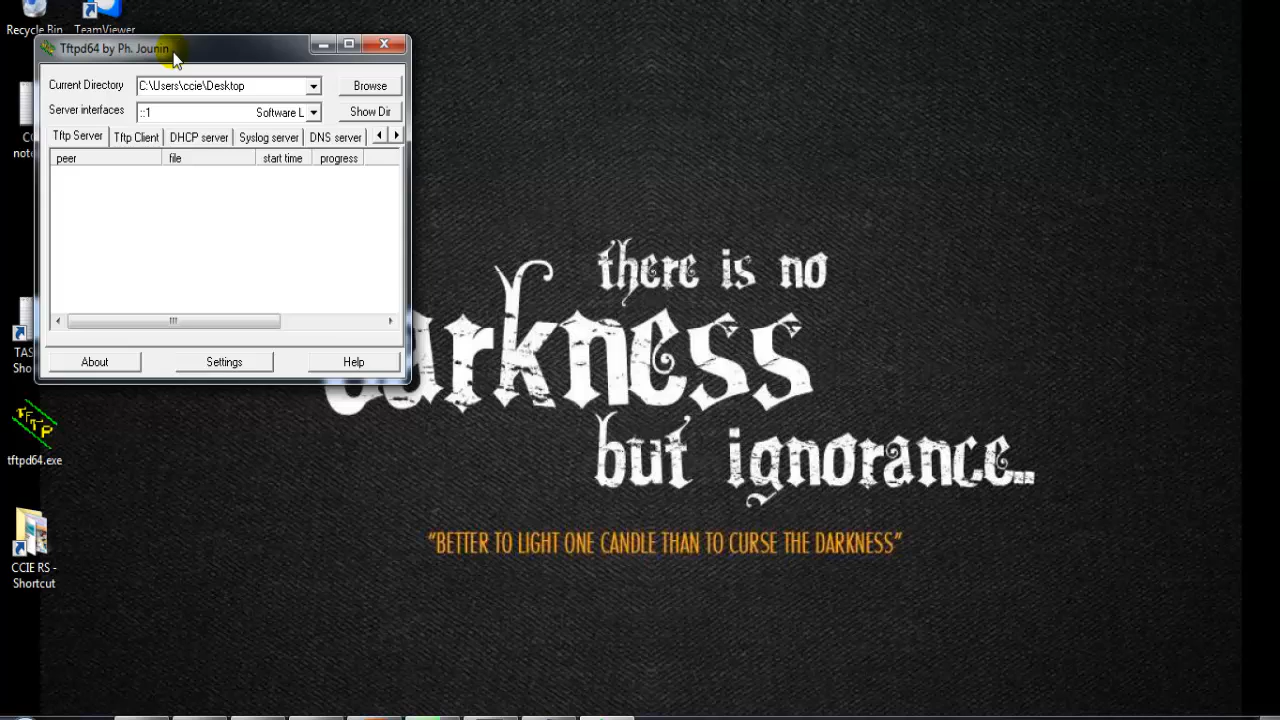 Recycle Bin
TeamViewer
Tftpd64 by Ph. Jounin
Current Directory
C:\Users\ccie\Desktop
Browse
Server interfaces
::1
Software L
Show Dir
Tftp Server
Tftp Client
DHCP server
Syslog server
DNS server
peer
file
start time
progress
About
Settings
Help
there is no
darkness
but ignorance..
“BETTER TO LIGHT ONE CANDLE THAN TO CURSE THE DARKNESS”
TFTP
tftpd64.exe
CCIE RS -
Shortcut